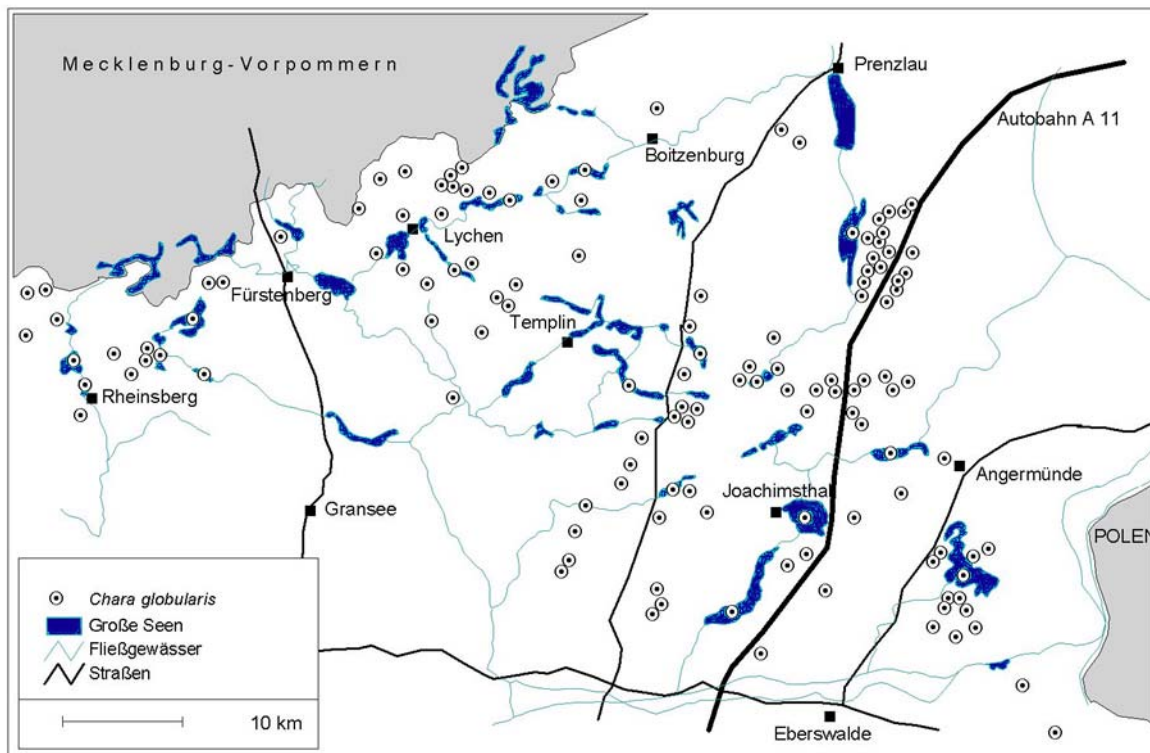 Mecklenburg-Vorpommern
Prenzlau
Autobahn A 11
Boitzenburg
Lychen
Fürstenberg
Templin
Rheinsberg
Angermünde
Joachimsthal
Gransee
POLEN
Chara globularis
Große Seen
Fließgewässer
Straßen
10 km
Eberswalde